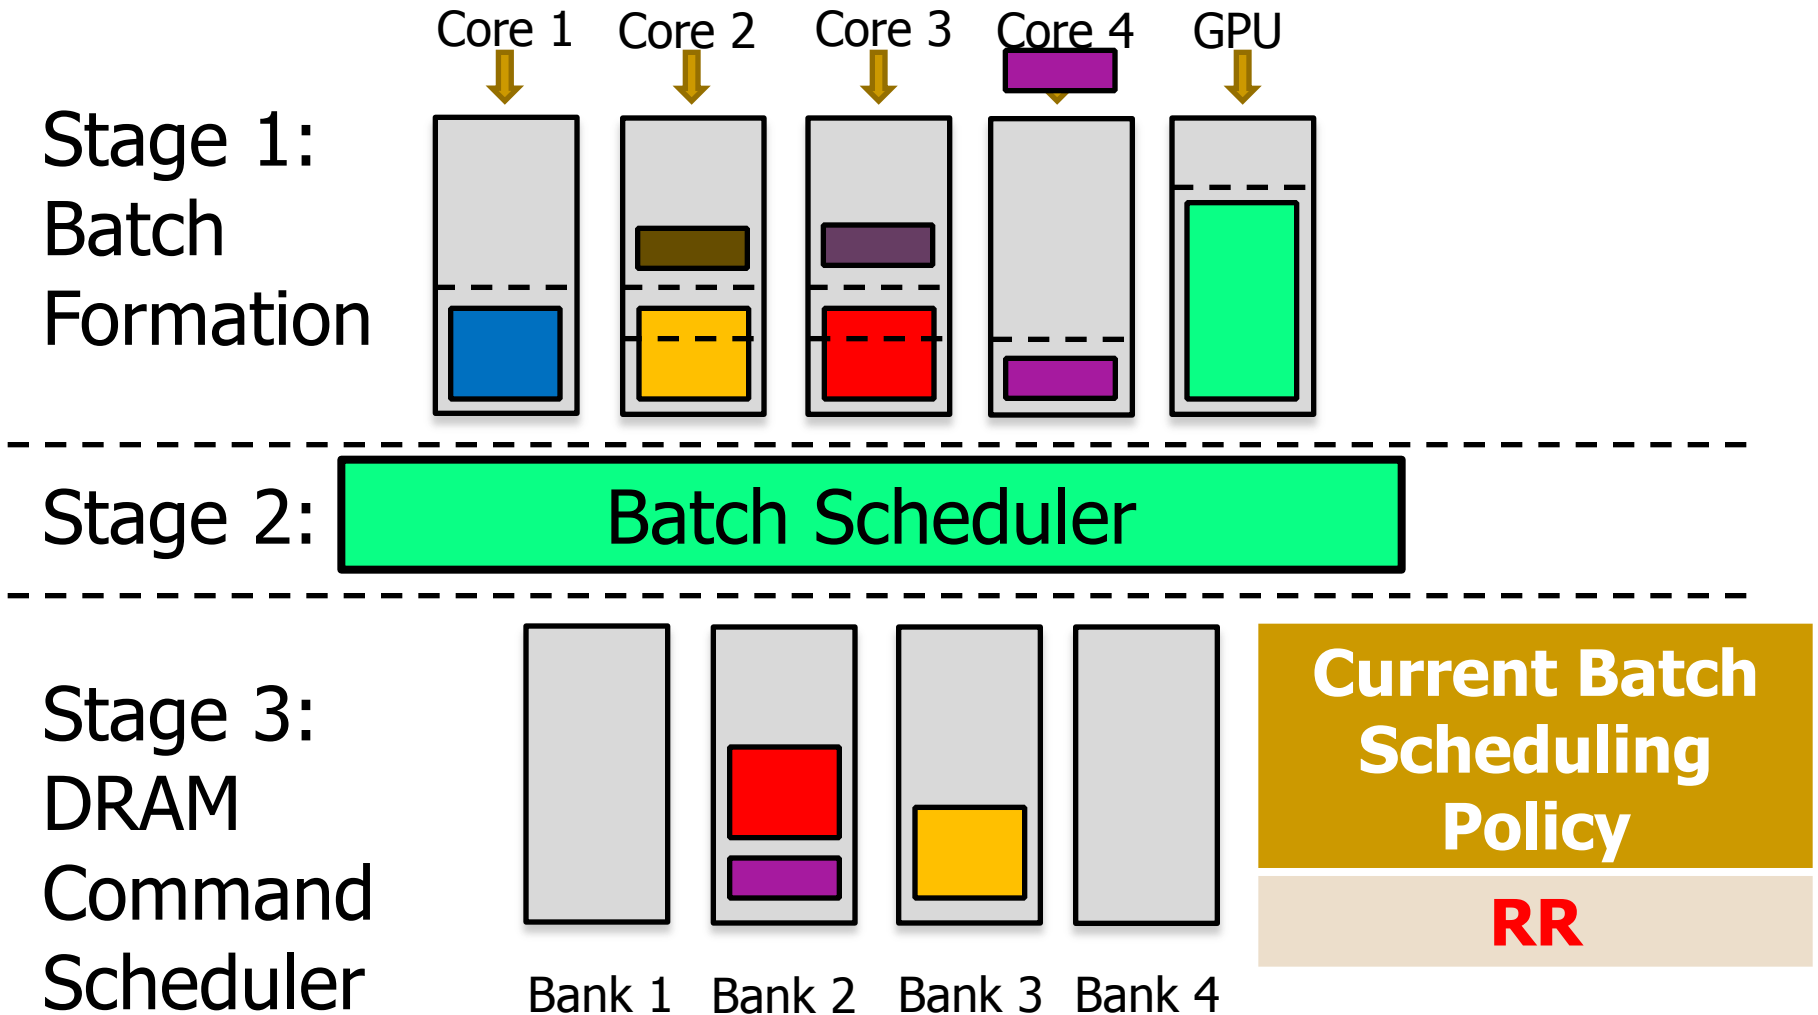 Core 1
Core 2
Core 3
Core 4
GPU
Stage 1:
Batch
Formation
Stage 2:
Batch Scheduler
Stage 3:
DRAM
Command
Scheduler
Bank 1
Bank 2
Bank 3
Bank 4
Current Batch
Scheduling
Policy
RR